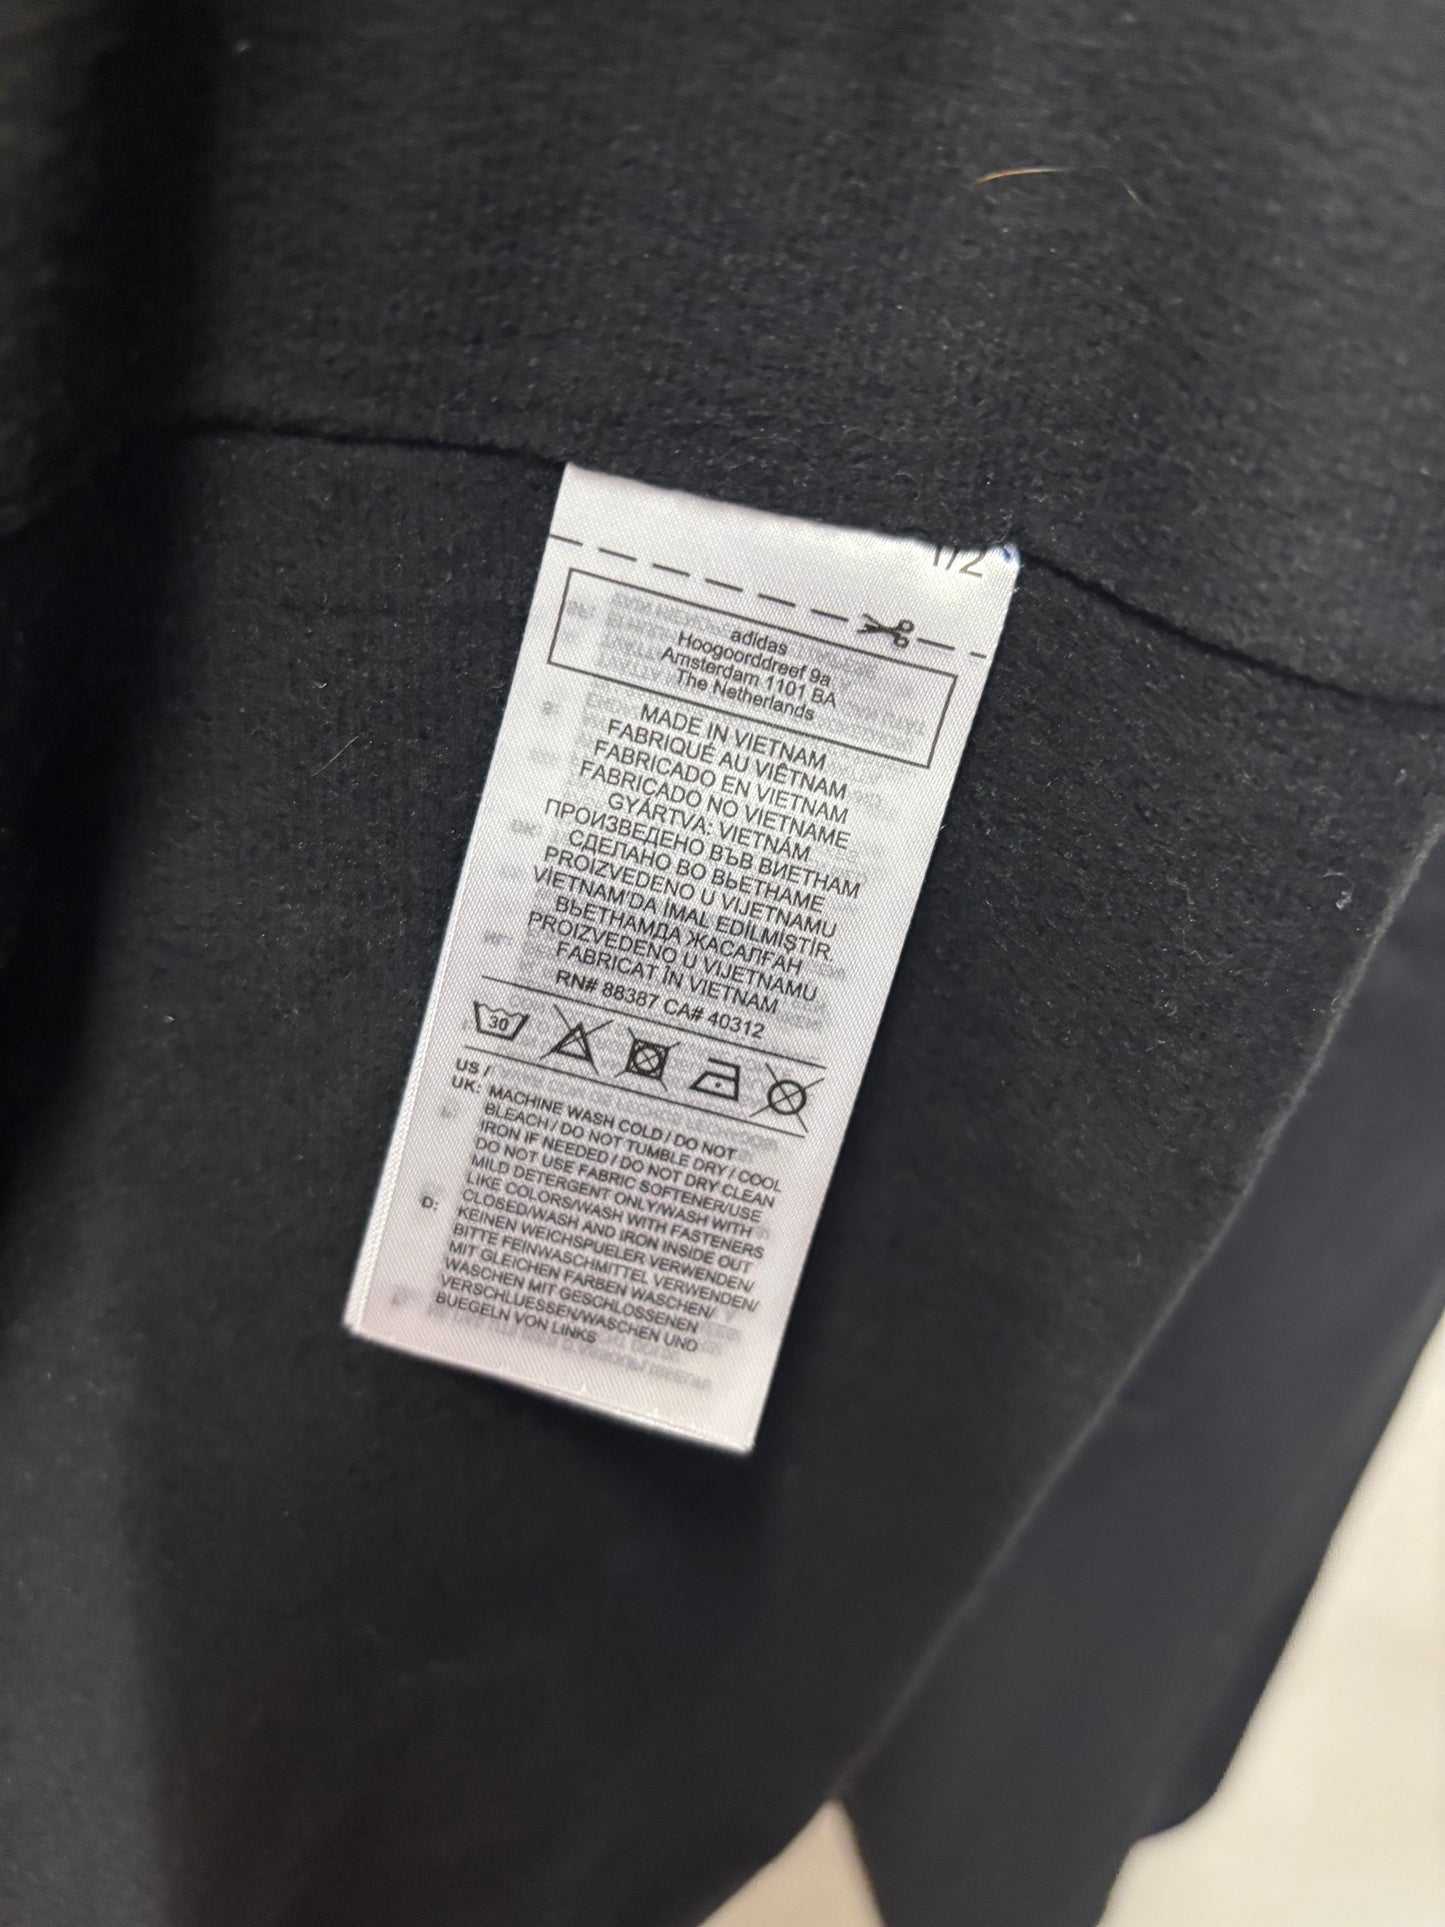 1/2
adidas
Hoogoorddreef 9a
Amsterdam 1101 BA
The Netherlands
MADE IN VIETNAM
FABRIQUÉ AU VIÊTNAM
FABRICADO EN VIETNAM
FABRICADO NO VIETNAME
GYÁRTVA: VIETNÁM
ПРОИЗВЕДЕНО ВЪВ ВИЕТНАМ
СДЕЛАНО ВО ВЬЕТНАМЕ
PROIZVEDENO U VIJETNAMU
VİETNAM'DA İMAL EDİLMİŞTİR.
ВЬЕТНАМДА ЖАСАЛҒАН
PROIZVEDENO U VIJETNAMU
FABRICAT ÎN VIETNAM
RN# 88387 CA# 40312
30
US /
UK: MACHINE WASH COLD / DO NOT
BLEACH / DO NOT TUMBLE DRY / COOL
IRON IF NEEDED / DO NOT DRY CLEAN
DO NOT USE FABRIC SOFTENER/USE
MILD DETERGENT ONLY/WASH WITH
LIKE COLORS/WASH WITH FASTENERS
CLOSED/WASH AND IRON INSIDE OUT
D: KEINEN WEICHSPUELER VERWENDEN/
BITTE FEINWASCHMITTEL VERWENDEN/
MIT GLEICHEN FARBEN WASCHEN/
WASCHEN MIT GESCHLOSSENEN
VERSCHLUESSEN/WASCHEN UND
BUEGELN VON LINKS